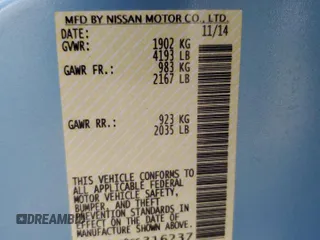 MFD BY NISSAN MOTOR CO., LTD.
DATE: 11/14
GVWR: 1902 KG
4193 LB
GAWR FR.: 983 KG
2167 LB
GAWR RR.: 923 KG
2035 LB
THIS VEHICLE CONFORMS TO
ALL APPLICABLE FEDERAL
MOTOR VEHICLE SAFETY,
BUMPER, AND THEFT
PREVENTION STANDARDS IN
EFFECT ON THE DATE OF
MANUFACTURE SHOWN ABOVE.
316237
DREAMBID